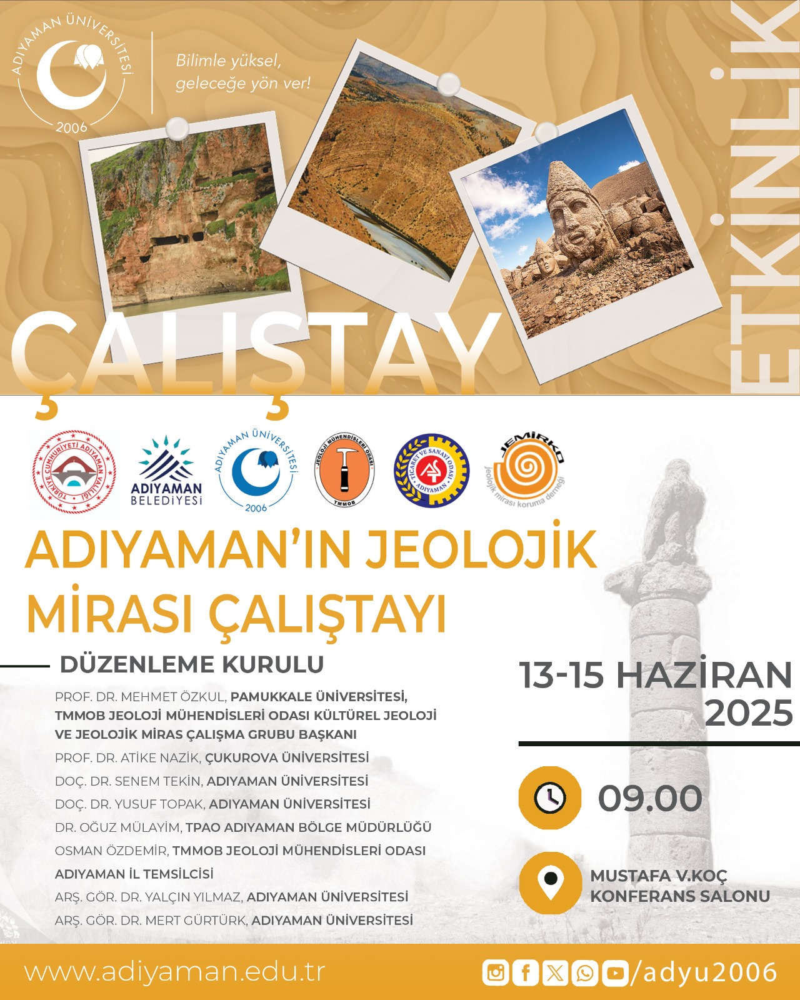 ADIYAMAN ÜNİVERSİTESİ
2006
Bilimle yüksel,
geleceğe yön ver!
ETKİNLİK
ÇALIŞTAY
TÜRKİYE CUMHURİYETİ ADIYAMAN VALİLİĞİ
ADIYAMAN
BELEDİYESİ
ADIYAMAN ÜNİVERSİTESİ
2006
JEOLOJİ MÜHENDİSLERİ ODASI
TMMOB
TİCARET VE SANAYİ ODASI
ADIYAMAN
JEMİRKO
jeolojik mirası koruma derneği
ADIYAMAN'IN JEOLOJİK
MİRASI ÇALIŞTAYI
DÜZENLEME KURULU
PROF. DR. MEHMET ÖZKUL, PAMUKKALE ÜNİVERSİTESİ,
TMMOB JEOLOJİ MÜHENDİSLERİ ODASI KÜLTÜREL JEOLOJİ
VE JEOLOJİK MİRAS ÇALIŞMA GRUBU BAŞKANI
PROF. DR. ATİKE NAZİK, ÇUKUROVA ÜNİVERSİTESİ
DOÇ. DR. SENEM TEKİN, ADIYAMAN ÜNİVERSİTESİ
DOÇ. DR. YUSUF TOPAK, ADIYAMAN ÜNİVERSİTESİ
DR. OĞUZ MÜLAYİM, TPAO ADIYAMAN BÖLGE MÜDÜRLÜĞÜ
OSMAN ÖZDEMİR, TMMOB JEOLOJİ MÜHENDİSLERİ ODASI
ADIYAMAN İL TEMSİLCİSİ
ARŞ. GÖR. DR. YALÇIN YILMAZ, ADIYAMAN ÜNİVERSİTESİ
ARŞ. GÖR. DR. MERT GÜRTÜRK, ADIYAMAN ÜNİVERSİTESİ
13-15 HAZİRAN
2025
09.00
MUSTAFA V.KOÇ
KONFERANS SALONU
www.adiyaman.edu.tr
/adyu2006